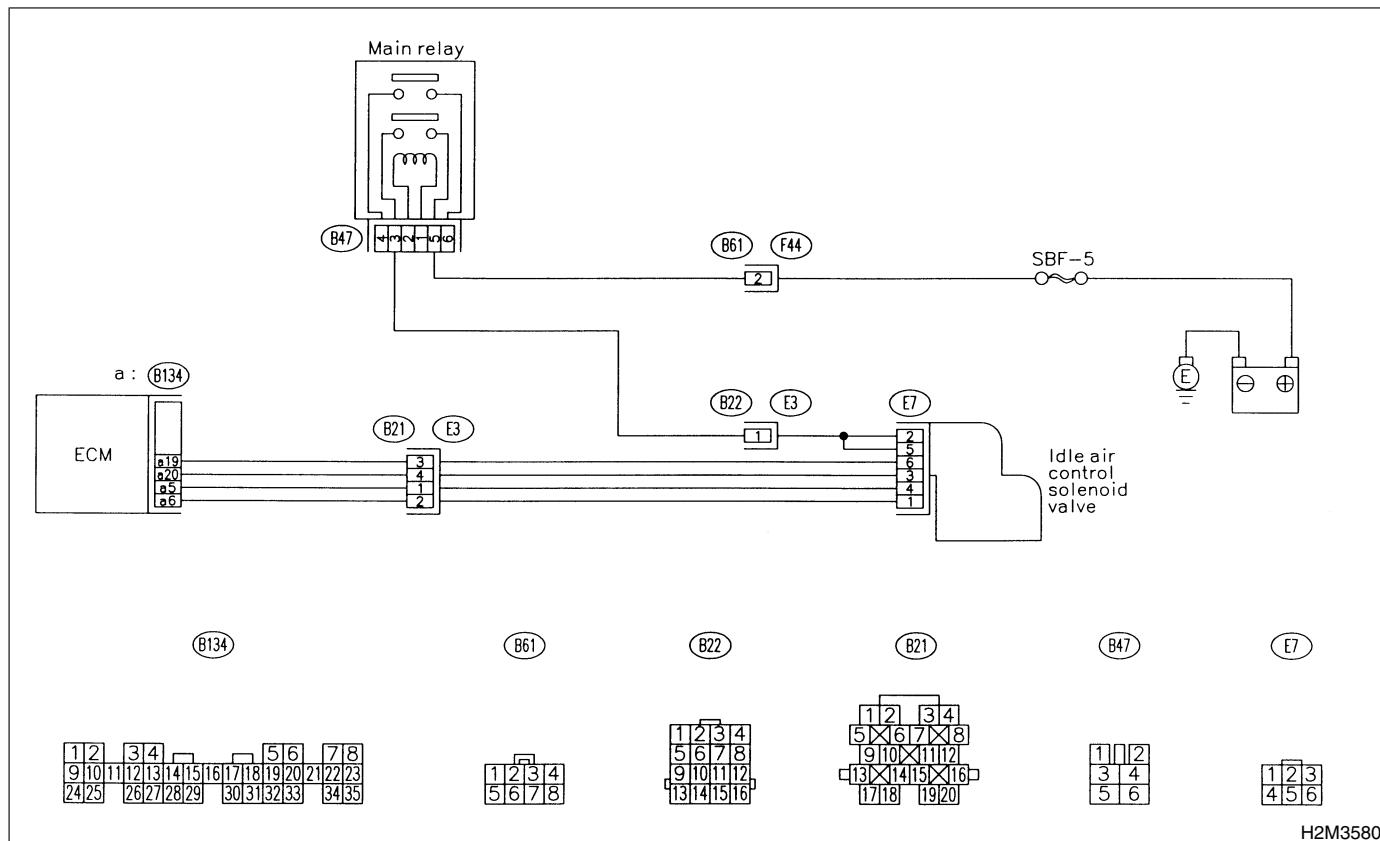 Main relay
B47
4 3 2 1 5 6
B61 F44
2
SBF-5
E
⊖ ⊕
a : B134
ECM
a19
a20
a5
a6
B21 E3
3
4
1
2
B22 E3
1
E7
2
5
6
3
4
1
Idle air
control
solenoid
valve
B134
B61
B22
B21
B47
E7
1 2 3 4 5 6 7 8
9 10 11 12 13 14 15 16 17 18 19 20 21 22 23
24 25 26 27 28 29 30 31 32 33 34 35
1 2 3 4
5 6 7 8
1 2 3 4
5 6 7 8
9 10 11 12
13 14 15 16
1 2 3 4
5 6 7 8
9 10 11 12
13 14 15 16
17 18 19 20
1 2
3 4
5 6
1 2 3
4 5 6
H2M3580